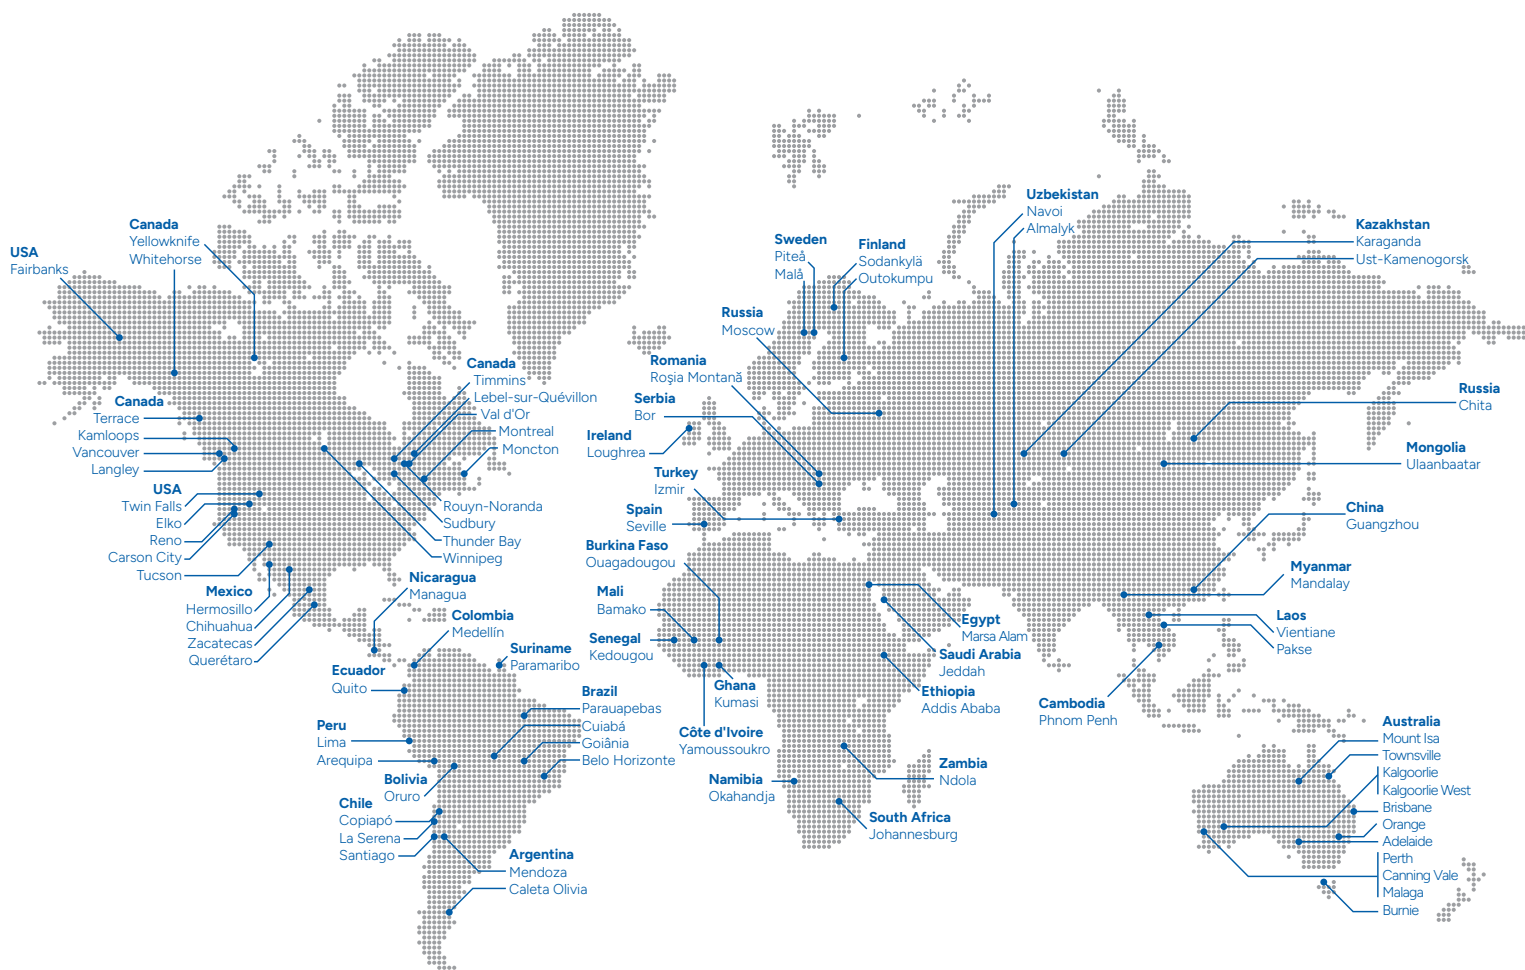 USA
Fairbanks
Canada
Yellowknife
Whitehorse
Canada
Terrace
Kamloops
Vancouver
Langley
USA
Twin Falls
Elko
Reno
Carson City
Tucson
Mexico
Hermosillo
Chihuahua
Zacatecas
Querétaro
Canada
Timmins
Lebel-sur-Quévillon
Val d'Or
Montreal
Moncton
Rouyn-Noranda
Sudbury
Thunder Bay
Winnipeg
Nicaragua
Managua
Colombia
Medellín
Suriname
Paramaribo
Ecuador
Quito
Peru
Lima
Arequipa
Bolivia
Oruro
Chile
Copiapó
La Serena
Santiago
Brazil
Parauapebas
Cuiabá
Goiânia
Belo Horizonte
Argentina
Mendoza
Caleta Olivia
Sweden
Piteå
Malå
Finland
Sodankylä
Outokumpu
Russia
Moscow
Romania
Roşia Montană
Serbia
Bor
Ireland
Loughrea
Turkey
Izmir
Spain
Seville
Burkina Faso
Ouagadougou
Mali
Bamako
Senegal
Kedougou
Ghana
Kumasi
Côte d'Ivoire
Yamoussoukro
Namibia
Okahandja
Egypt
Marsa Alam
Saudi Arabia
Jeddah
Ethiopia
Addis Ababa
Zambia
Ndola
South Africa
Johannesburg
Uzbekistan
Navoi
Almalyk
Kazakhstan
Karaganda
Ust-Kamenogorsk
Russia
Chita
Mongolia
Ulaanbaatar
China
Guangzhou
Myanmar
Mandalay
Laos
Vientiane
Pakse
Cambodia
Phnom Penh
Australia
Mount Isa
Townsville
Kalgoorlie
Kalgoorlie West
Brisbane
Orange
Adelaide
Perth
Canning Vale
Malaga
Burnie